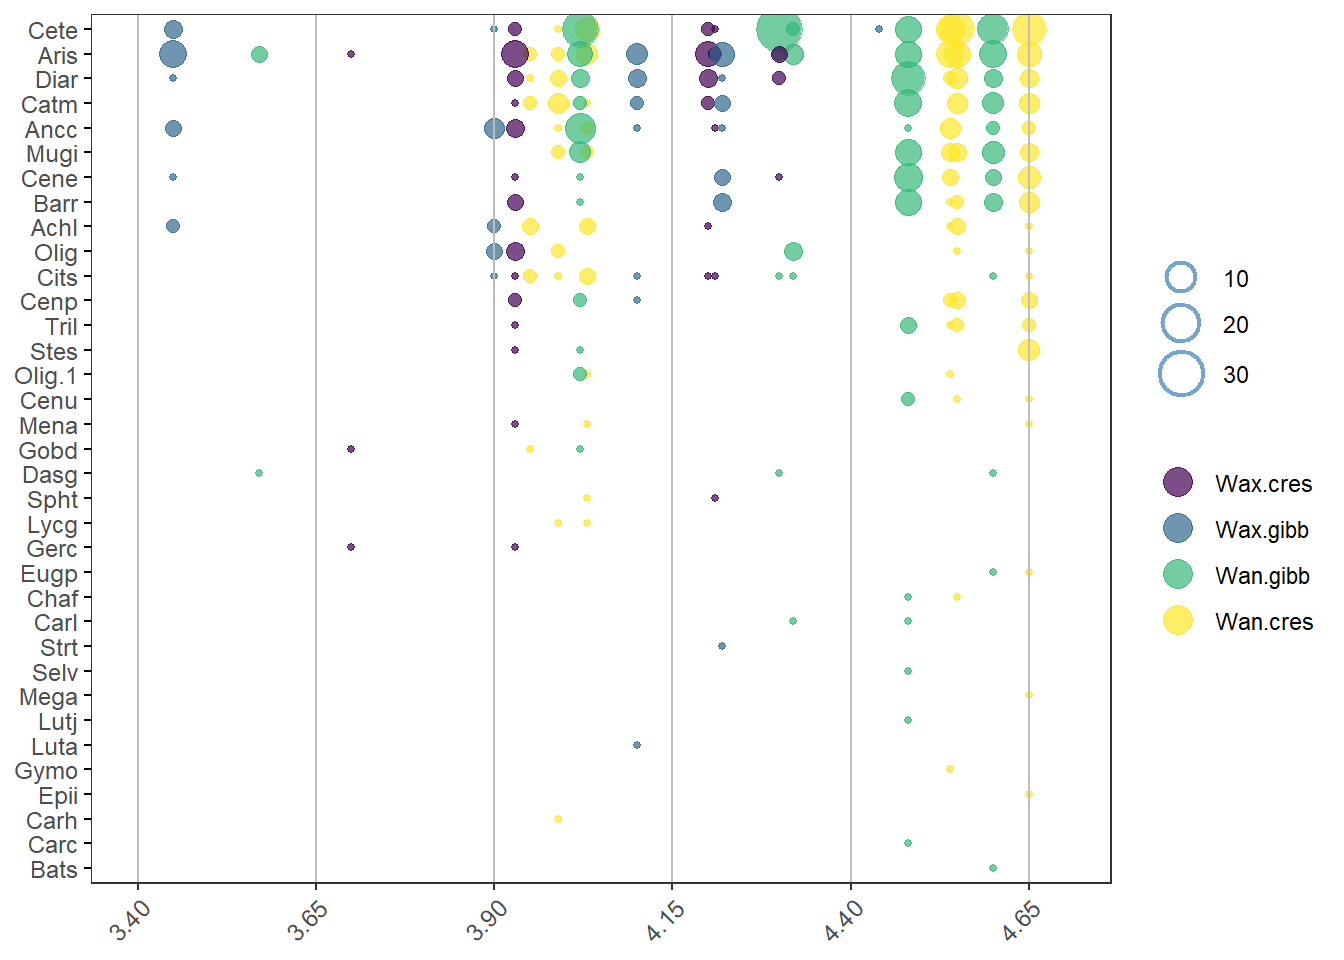 Cete
Aris
Diar
Catm
Ancc
Mugi
Cene
Barr
Achl
Olig
Cits
Cenp
Tril
Stes
Olig.1
Cenu
Mena
Gobd
Dasg
Spht
Lycg
Gerc
Eugp
Chaf
Carl
Strt
Selv
Mega
Lutj
Luta
Gymo
Epii
Carh
Carc
Bats
3.40 3.65 3.90 4.15 4.40 4.65
10
20
30
Wax.cres
Wax.gibb
Wan.gibb
Wan.cres